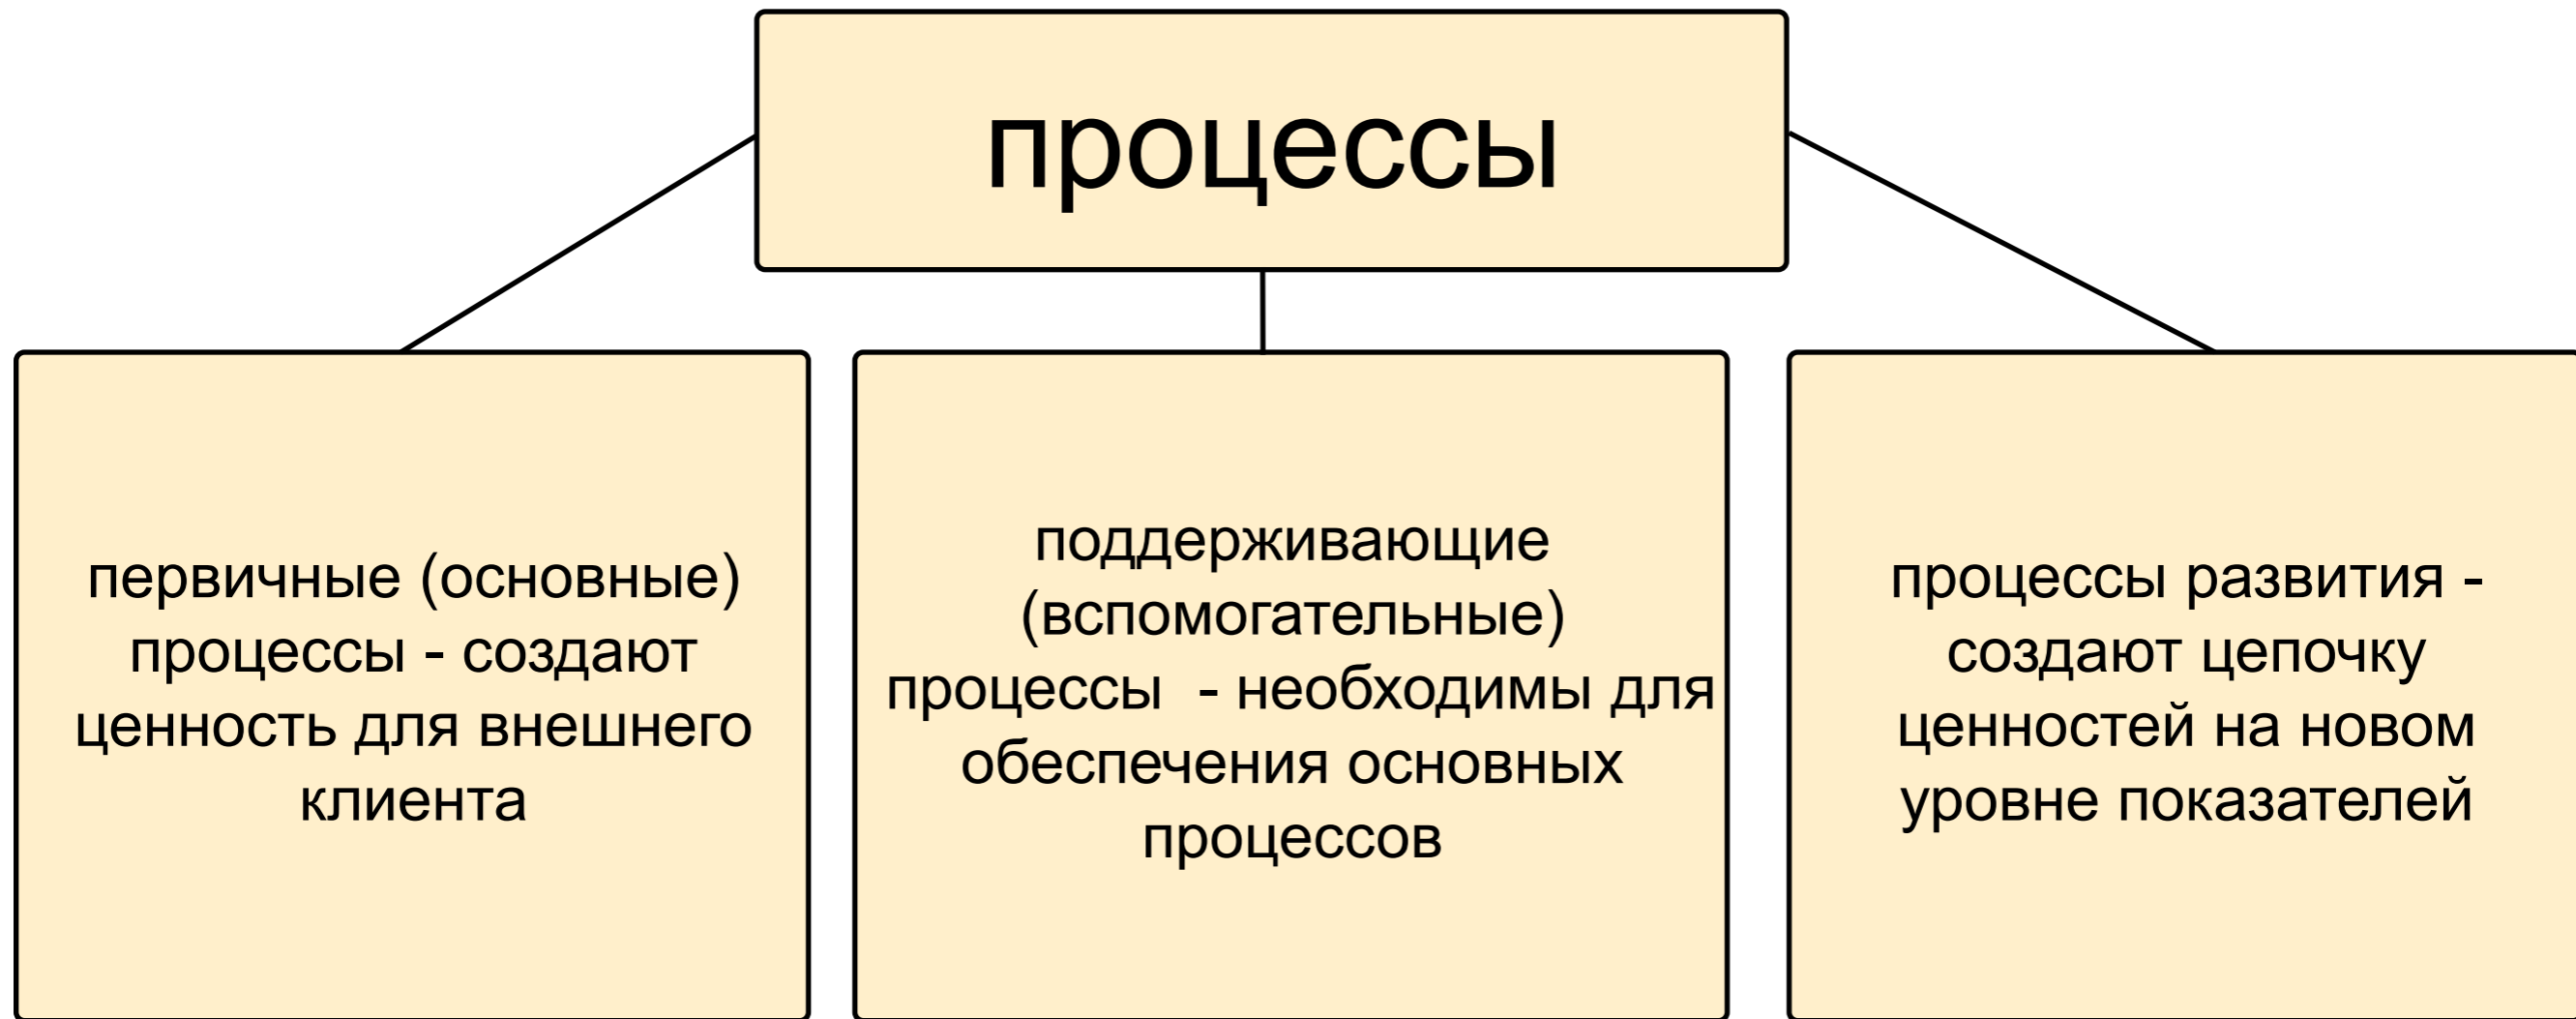 процессы
первичные (основные)
процессы - создают
ценность для внешнего
клиента
поддерживающие
(вспомогательные)
процессы  - необходимы для
обеспечения основных
процессов
процессы развития -
создают цепочку
ценностей на новом
уровне показателей